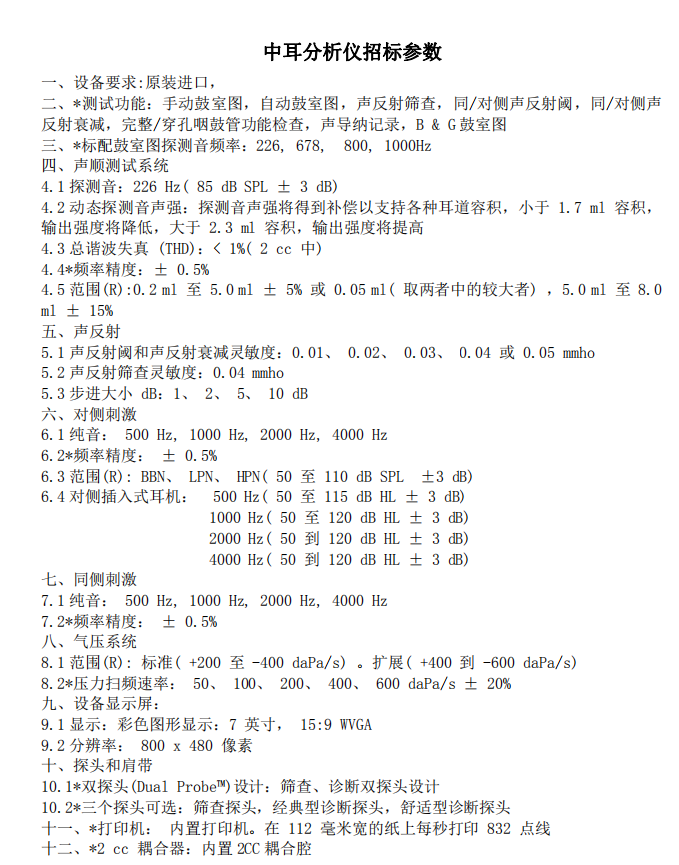 中耳分析仪招标参数
一、设备要求:原装进口，
二、*测试功能：手动鼓室图，自动鼓室图，声反射筛查，同/对侧声反射阈，同/对侧声
反射衰减，完整/穿孔咽鼓管功能检查，声导纳记录，B & G鼓室图
三、*标配鼓室图探测音频率：226, 678,  800, 1000Hz
四、声顺测试系统
4.1探测音：226 Hz( 85 dB SPL ± 3 dB)
4.2动态探测音声强：探测音声强将得到补偿以支持各种耳道容积，小于 1.7 ml 容积，
输出强度将降低，大于 2.3 ml 容积，输出强度将提高
4.3总谐波失真 (THD)：< 1%( 2 cc 中)
4.4*频率精度：± 0.5%
4.5范围(R):0.2ml 至 5.0ml ± 5% 或 0.05ml( 取两者中的较大者) ，5.0ml 至 8.0
ml ± 15%
五、声反射
5.1声反射阈和声反射衰减灵敏度：0.01、 0.02、 0.03、 0.04 或 0.05 mmho
5.2声反射筛查灵敏度：0.04 mmho
5.3步进大小 dB：1、 2、 5、 10 dB
六、对侧刺激
6.1纯音： 500 Hz, 1000 Hz, 2000 Hz, 4000 Hz
6.2*频率精度： ± 0.5%
6.3范围(R)：BBN、 LPN、 HPN( 50 至 110 dB SPL  ±3 dB)
6.4对侧插入式耳机：  500 Hz( 50 至 115 dB HL ± 3 dB)
1000 Hz( 50 至 120 dB HL ± 3 dB)
2000 Hz( 50 到 120 dB HL ± 3 dB)
4000 Hz( 50 到 120 dB HL ± 3 dB)
七、同侧刺激
7.1纯音： 500 Hz, 1000 Hz, 2000 Hz, 4000 Hz
7.2*频率精度： ± 0.5%
八、气压系统
8.1范围(R)：标准( +200 至 -400 daPa/s) 。扩展( +400 到 -600 daPa/s)
8.2*压力扫频速率： 50、 100、 200、 400、 600 daPa/s ± 20%
九、设备显示屏：
9.1显示：彩色图形显示：7 英寸， 15:9 WVGA
9.2分辨率： 800 x 480 像素
十、探头和肩带
10.1*双探头(Dual Probe™)设计：筛查、诊断双探头设计
10.2*三个探头可选：筛查探头，经典型诊断探头，舒适型诊断探头
十一、*打印机： 内置打印机。在 112 毫米宽的纸上每秒打印 832 点线
十二、*2 cc 耦合器：内置2CC耦合腔